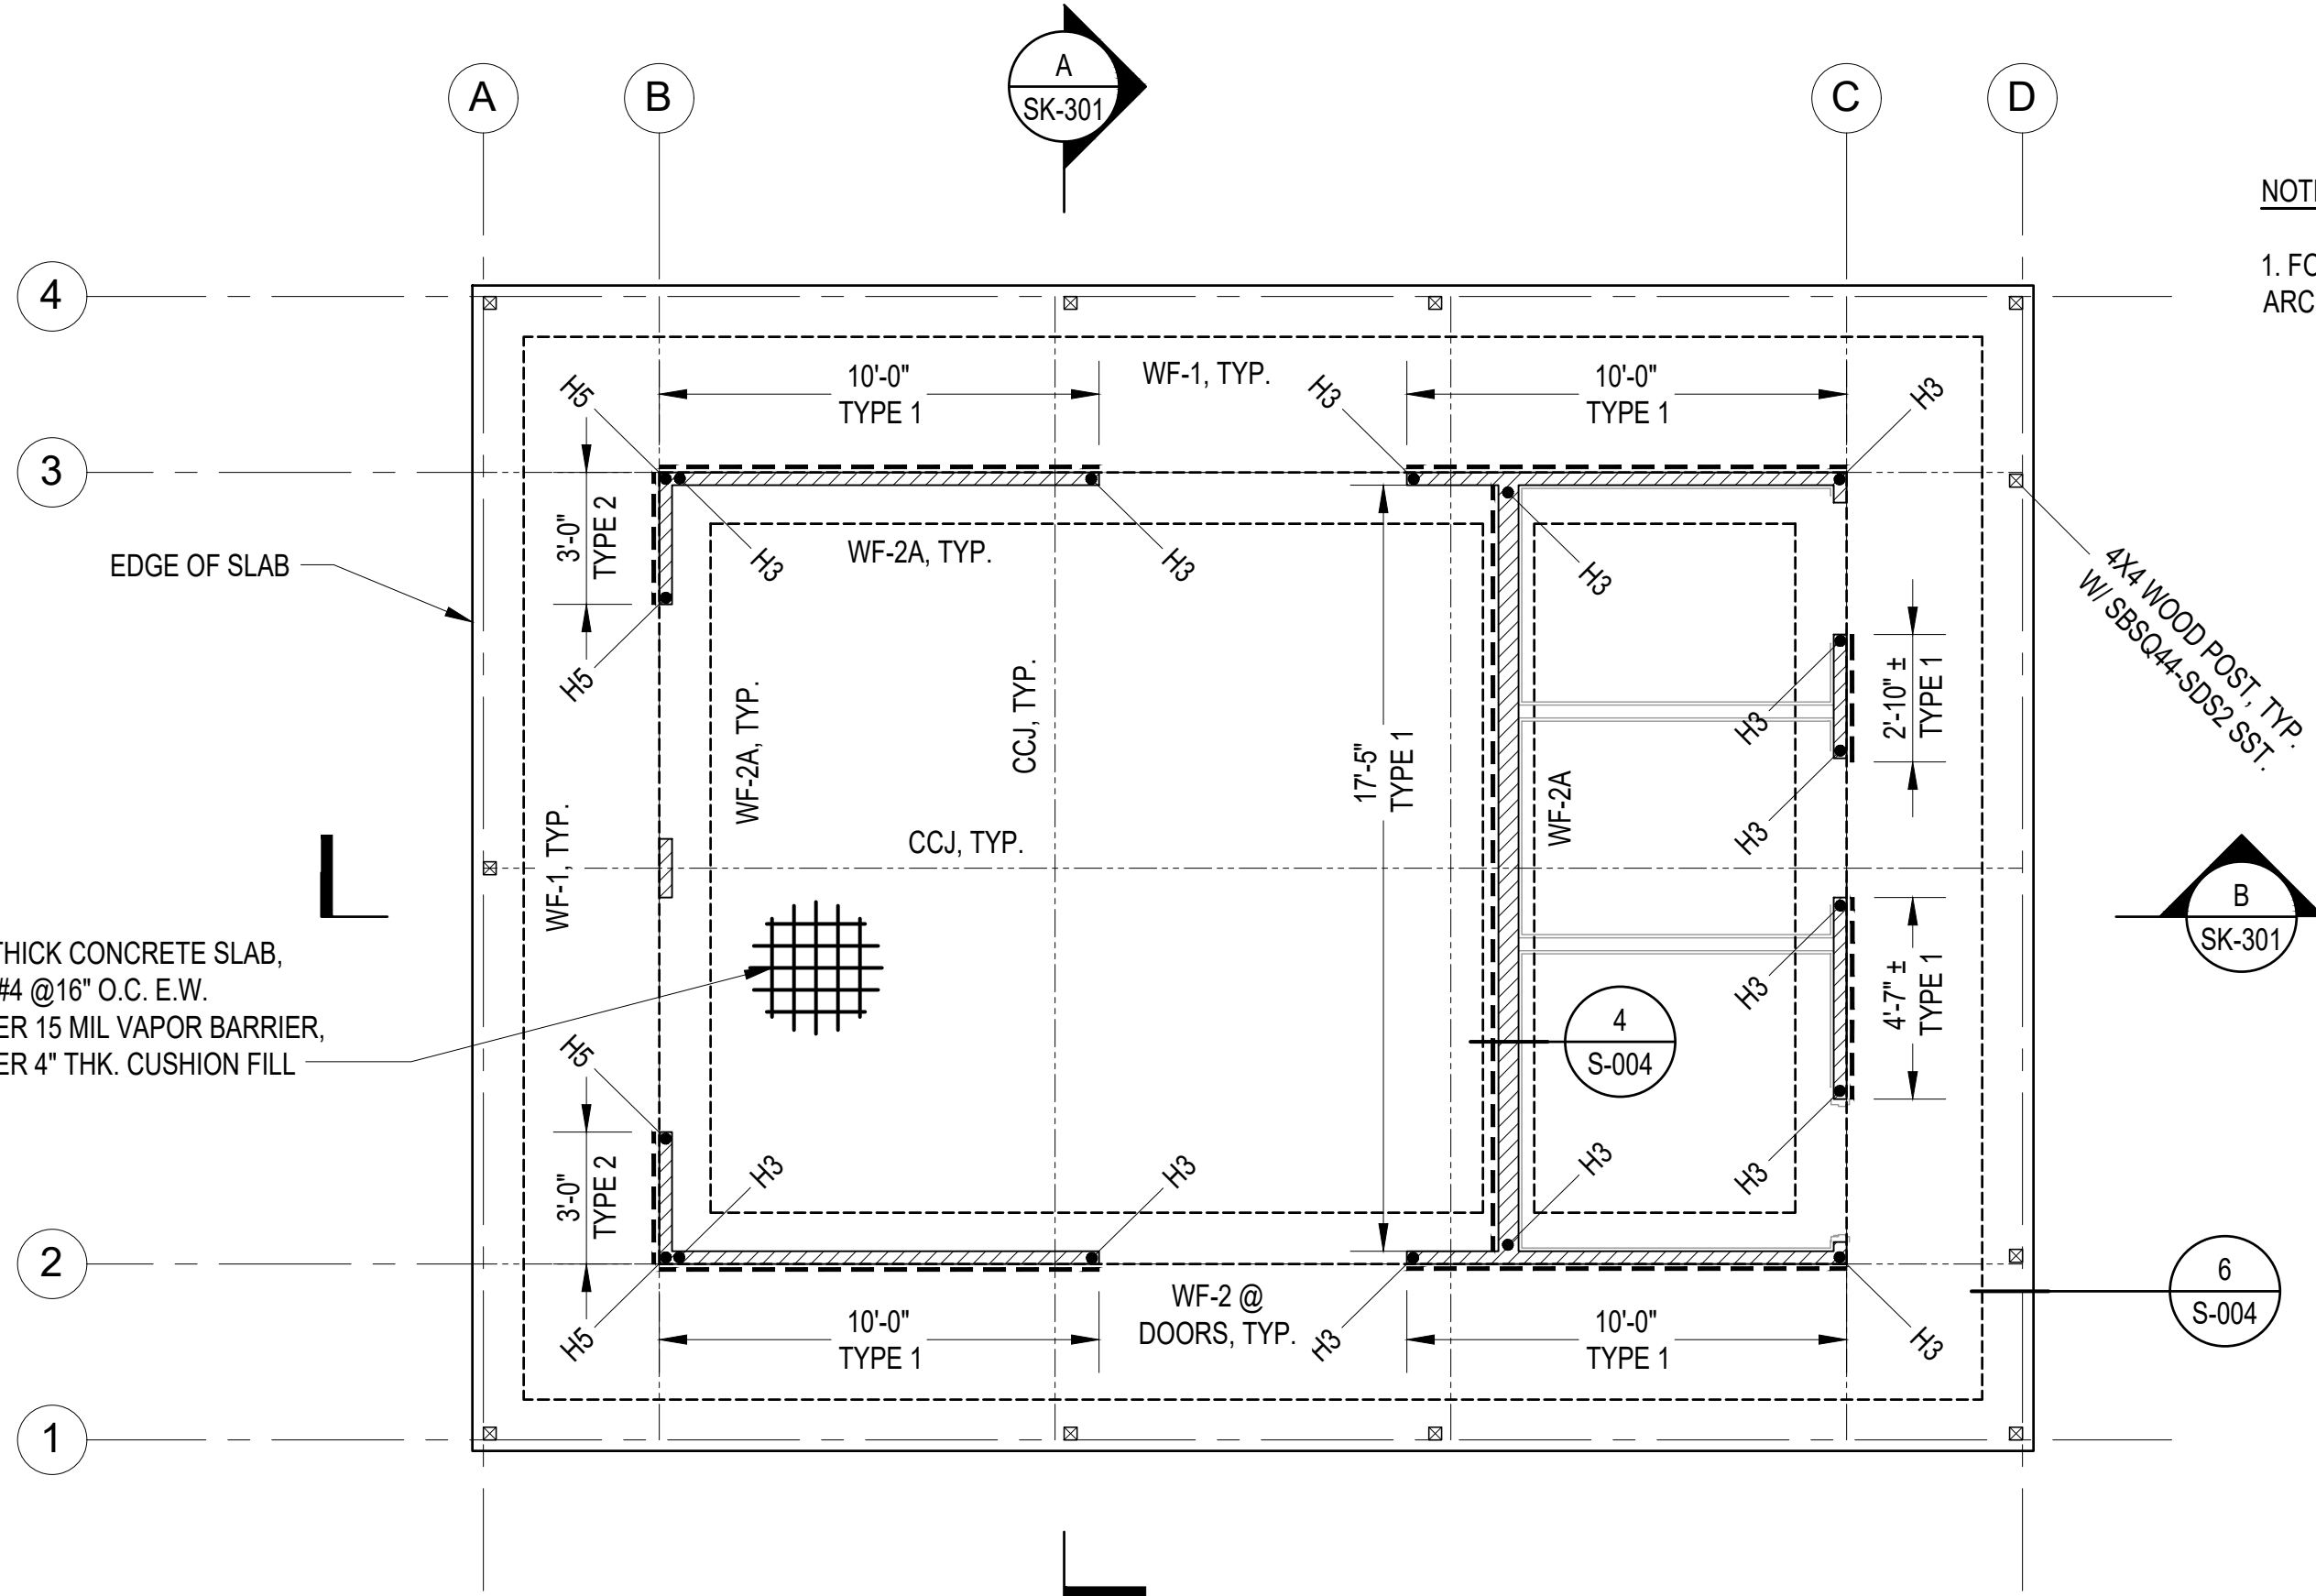 A
SK-301
A
B
C
D
NOT
1. FO
ARC
4
10'-0"
TYPE 1
WF-1, TYP.
10'-0"
TYPE 1
H5
H3
H3
3
3'-0"
TYPE 2
EDGE OF SLAB
WF-2A, TYP.
H3
H3
H3
H5
4X4 WOOD POST, TYP.
W/ SBSQ44-SDS2 SST.
2'-10" ±
TYPE 1
H3
H3
WF-2A, TYP.
CCJ, TYP.
17'-5"
TYPE 1
WF-2A
CCJ, TYP.
WF-1, TYP.
B
SK-301
THICK CONCRETE SLAB,
#4 @16" O.C. E.W.
ER 15 MIL VAPOR BARRIER,
ER 4" THK. CUSHION FILL
4
S-004
4'-7" ±
TYPE 1
H3
H3
H5
H3
H3
H3
3'-0"
TYPE 2
2
WF-2 @
DOORS, TYP.
10'-0"
TYPE 1
10'-0"
TYPE 1
H5
H3
H3
6
S-004
1